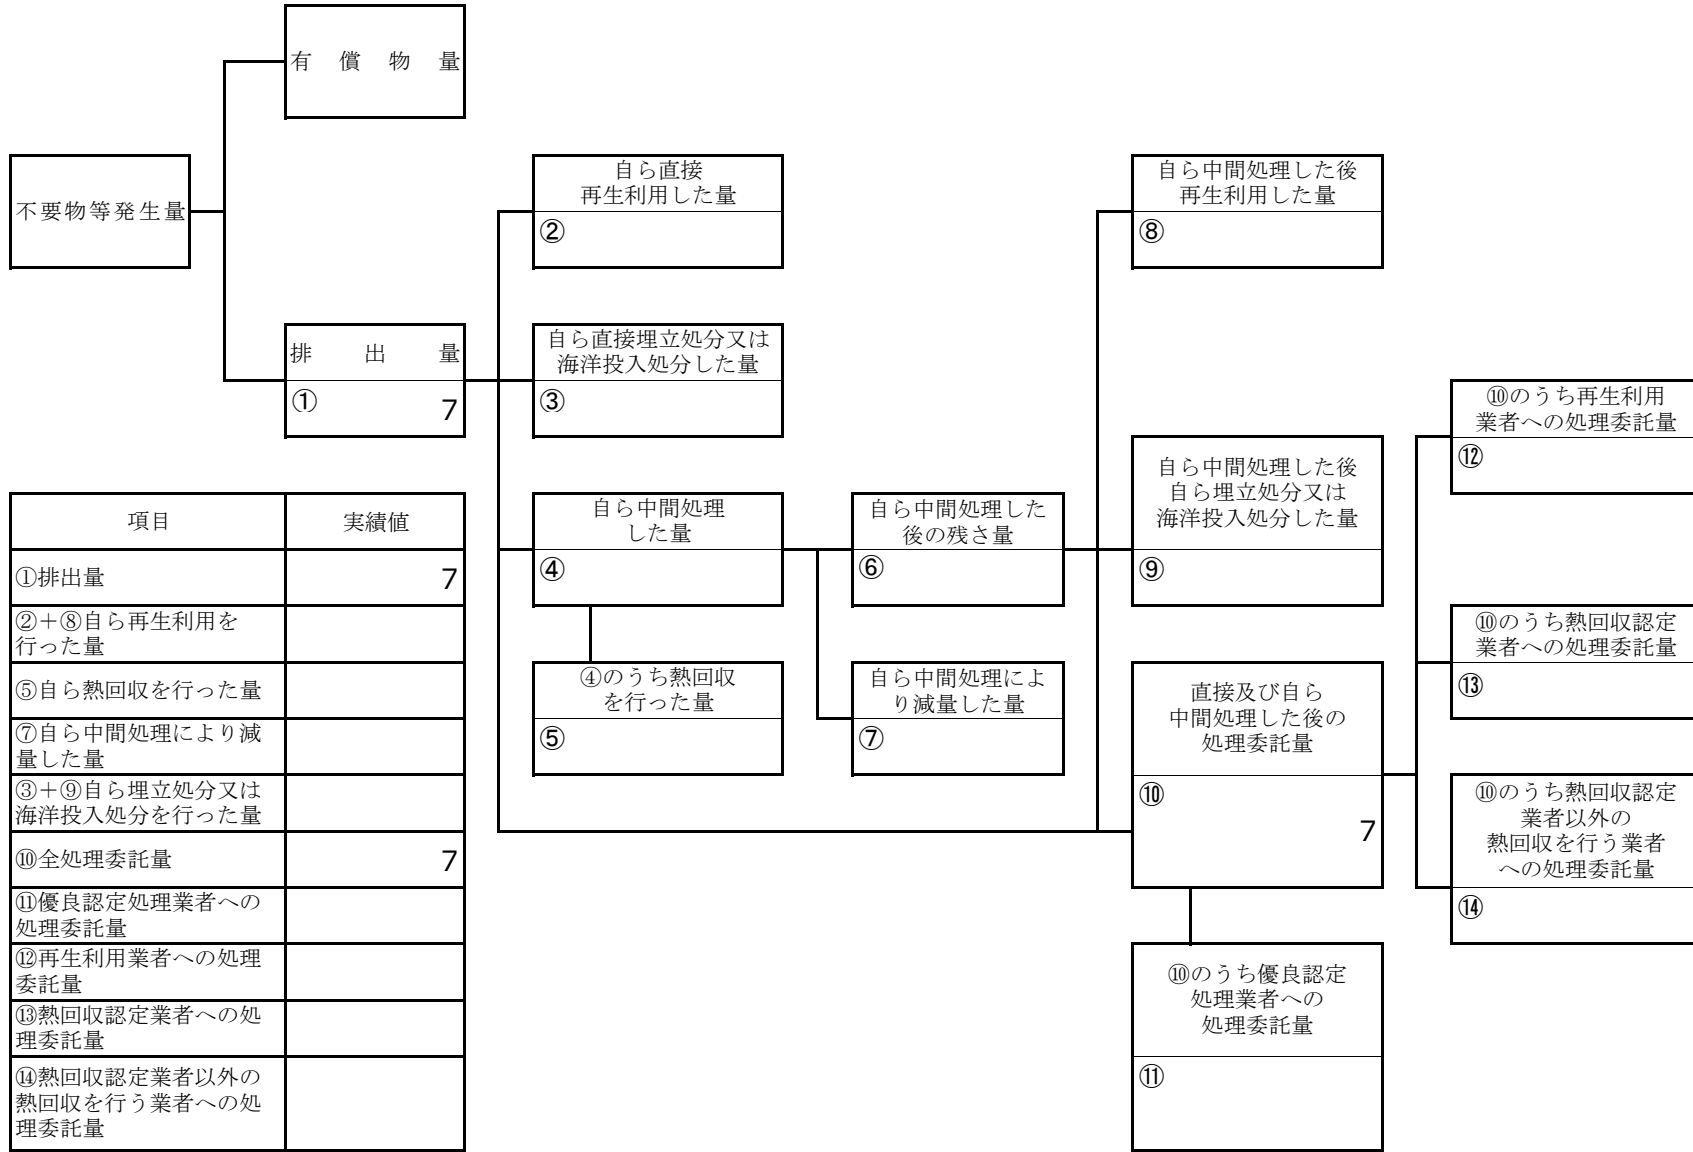 有償物量
不要物等発生量
排出量
① 7
自ら直接
再生利用した量
②
自ら直接埋立処分又は
海洋投入処分した量
③
自ら中間処理
した量
④
④のうち熱回収
を行った量
⑤
自ら中間処理した
後の残さ量
⑥
自ら中間処理によ
り減量した量
⑦
自ら中間処理した後
再生利用した量
⑧
自ら中間処理した後
自ら埋立処分又は
海洋投入処分した量
⑨
直接及び自ら
中間処理した後の
処理委託量
⑩
7
⑩のうち優良認定
処理業者への
処理委託量
⑪
⑩のうち再生利用
業者への処理委託量
⑫
⑩のうち熱回収認定
業者への処理委託量
⑬
⑩のうち熱回収認定
業者以外の
熱回収を行う業者
への処理委託量
⑭
項目 実績値
①排出量 7
②+⑧自ら再生利用を
行った量
⑤自ら熱回収を行った量
⑦自ら中間処理により減
量した量
③+⑨自ら埋立処分又は
海洋投入処分を行った量
⑩全処理委託量 7
⑪優良認定処理業者への
処理委託量
⑫再生利用業者への処理
委託量
⑬熱回収認定業者への処
理委託量
⑭熱回収認定業者以外の
熱回収を行う業者への処
理委託量